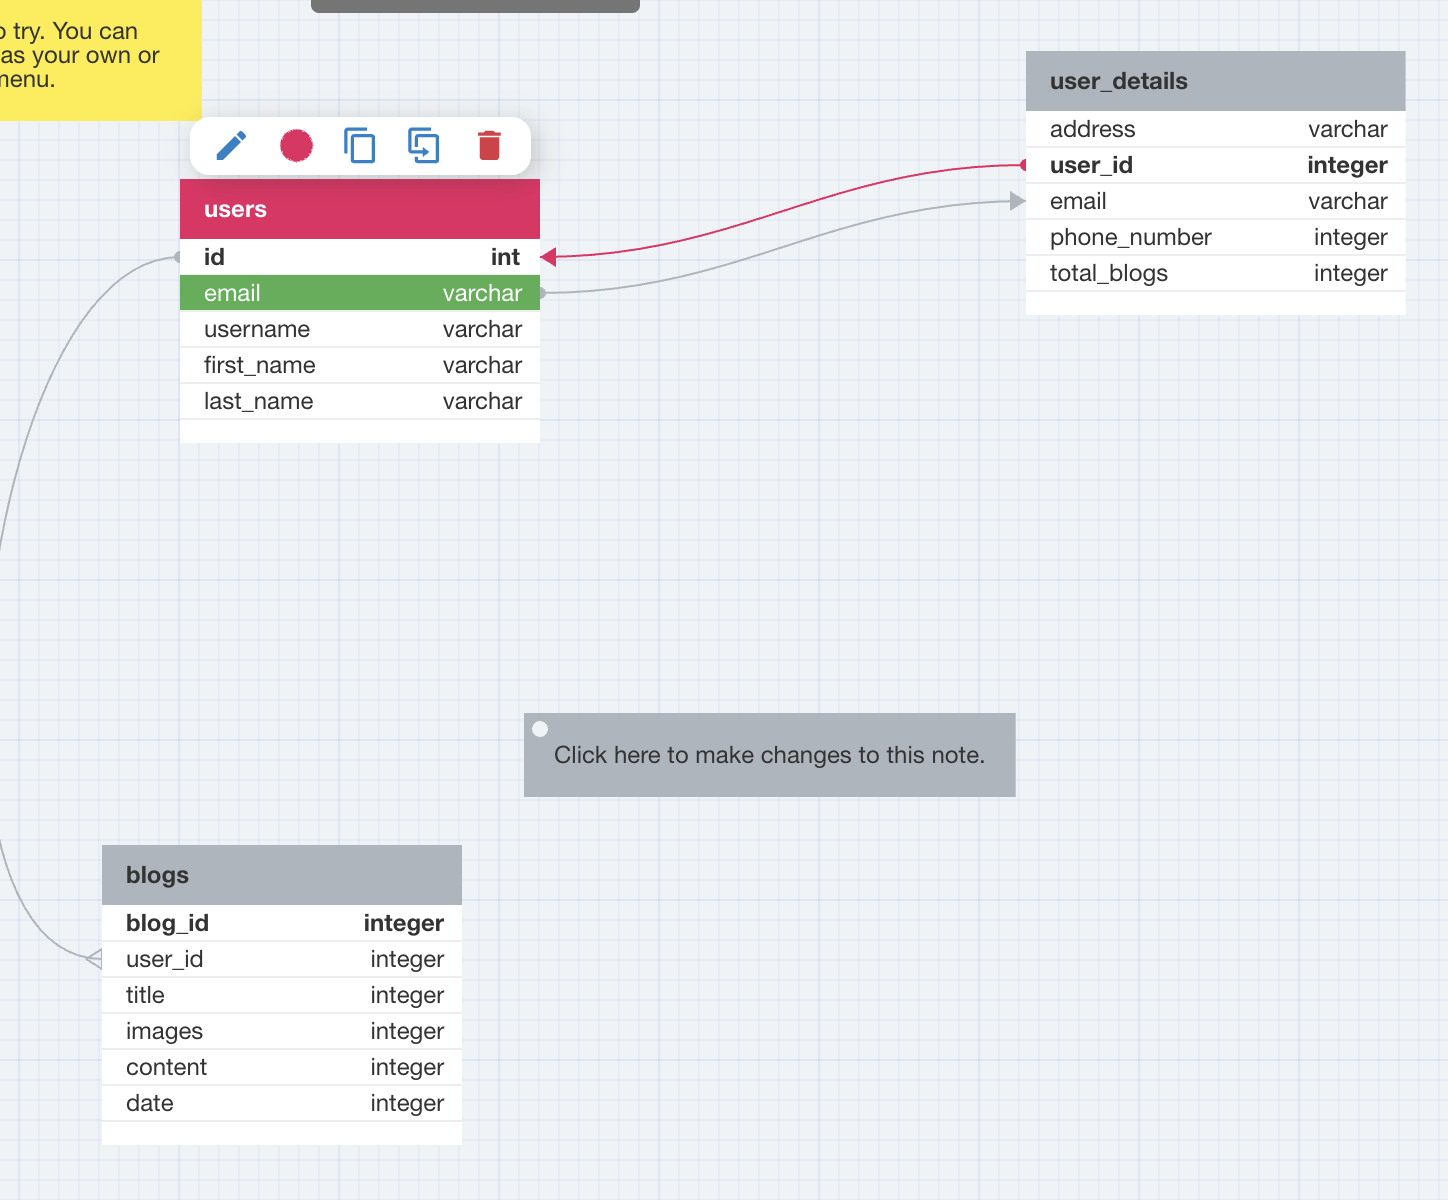 try. You can
as your own or
menu.
users
id int
email varchar
username varchar
first_name varchar
last_name varchar
user_details
address varchar
user_id integer
email varchar
phone_number integer
total_blogs integer
Click here to make changes to this note.
blogs
blog_id integer
user_id integer
title integer
images integer
content integer
date integer